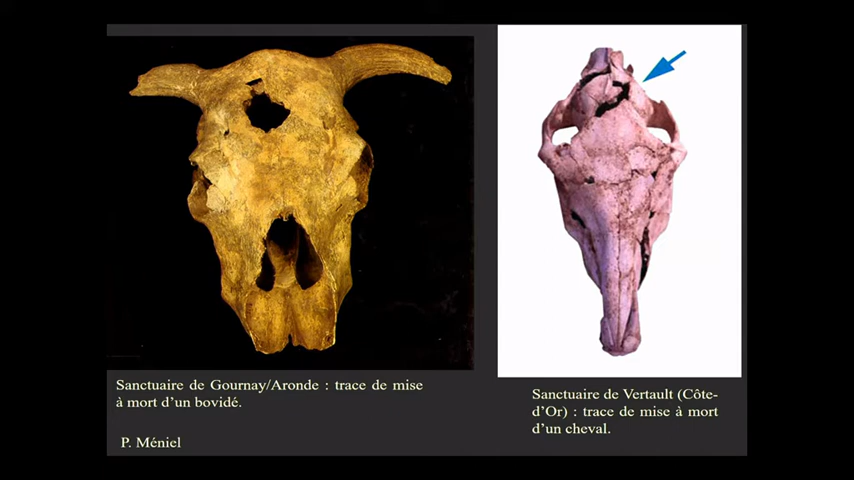 Sanctuaire de Gournay/Aronde : trace de mise
à mort d'un bovidé.
P. Méniel
Sanctuaire de Vertault (Côte-
d'Or) : trace de mise à mort
d'un cheval.